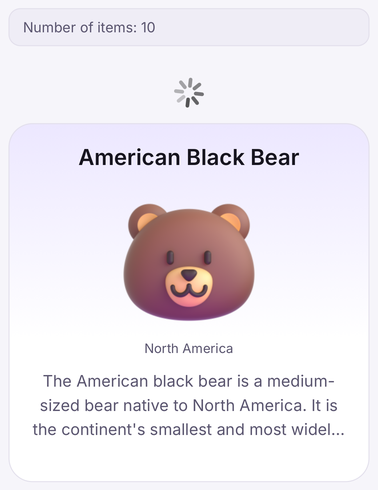 Number of items: 10
American Black Bear
North America
The American black bear is a medium-
sized bear native to North America. It is
the continent's smallest and most widel...